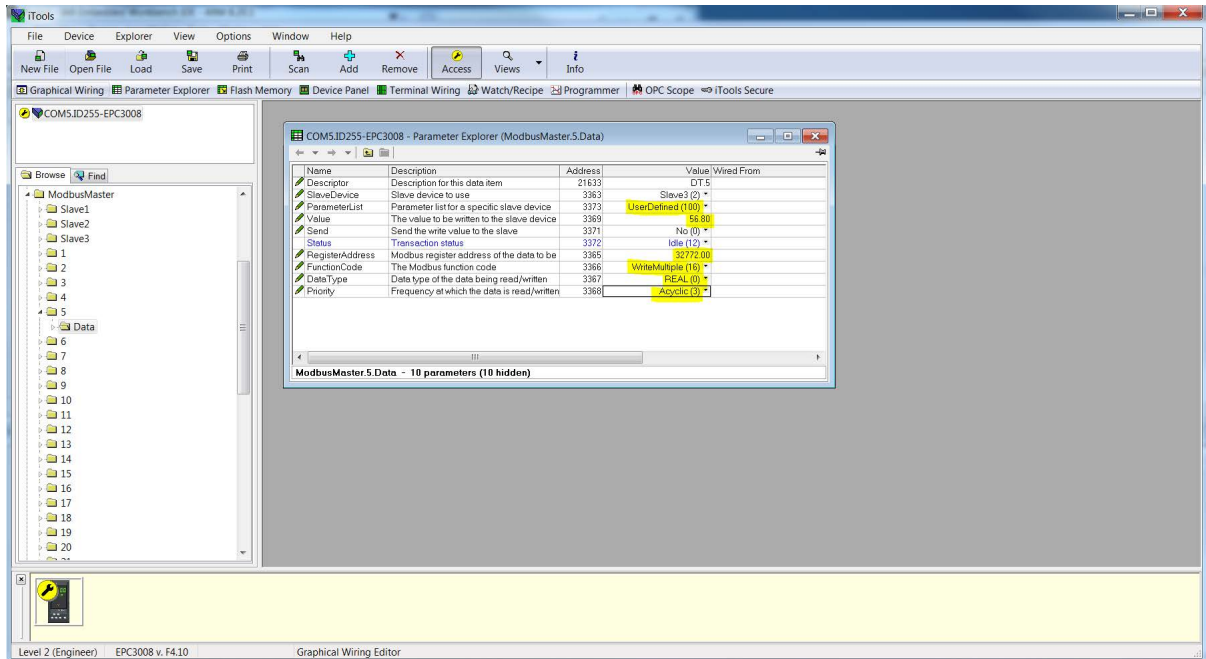 iTools
File Device Explorer View Options Window Help
New File Open File Load Save Print Scan Add Remove Access Views Info
Graphical Wiring Parameter Explorer Flash Memory Device Panel Terminal Wiring Watch/Recipe Programmer OPC Scope iTools Secure
COM5.ID255-EPC3008
Browse Find
ModbusMaster
Slave1
Slave2
Slave3
1
2
3
4
5
Data
6
7
8
9
10
11
12
13
14
15
16
17
18
19
20
COM5.ID255-EPC3008 - Parameter Explorer (ModbusMaster.5.Data)
Name Description Address Value Wired From
Descriptor Description for this data item 21633 DT.5
SlaveDevice Slave device to use 3363 Slave3 (2)
ParameterList Parameter list for a specific slave device 3373 UserDefined (100)
Value The value to be written to the slave device 3369 56.80
Send Send the write value to the slave 3371 No (0)
Status Transaction status 3372 Idle (12)
RegisterAddress Modbus register address of the data to be 3365 32772.00
FunctionCode The Modbus function code 3366 WriteMultiple (16)
DataType Data type of the data being read/written 3367 REAL (0)
Priority Frequency at which the data is read/written 3368 Acyclic (3)
ModbusMaster.5.Data - 10 parameters (10 hidden)
Level 2 (Engineer) EPC3008 v. F4.10 Graphical Wiring Editor